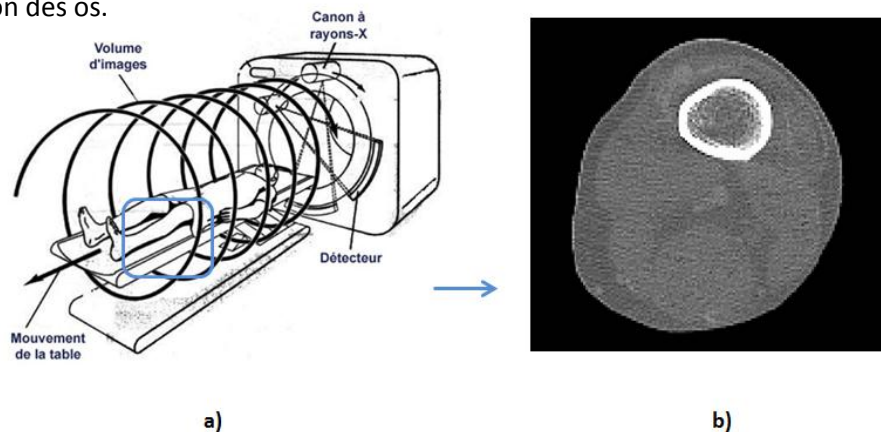 on des os.
Canon à
rayons-X
Volume
d'images
Détecteur
Mouvement
de la table
a)
b)